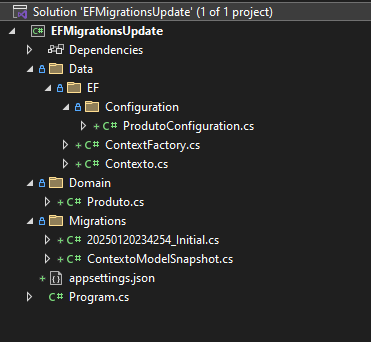 Solution 'EFMigrationsUpdate' (1 of 1 project)
EFMigrationsUpdate
Dependencies
Data
EF
Configuration
+ C# ProdutoConfiguration.cs
+ C# ContextFactory.cs
+ C# Contexto.cs
Domain
+ C# Produto.cs
Migrations
+ C# 20250120234254_Initial.cs
+ C# ContextoModelSnapshot.cs
+ appsettings.json
C# Program.cs